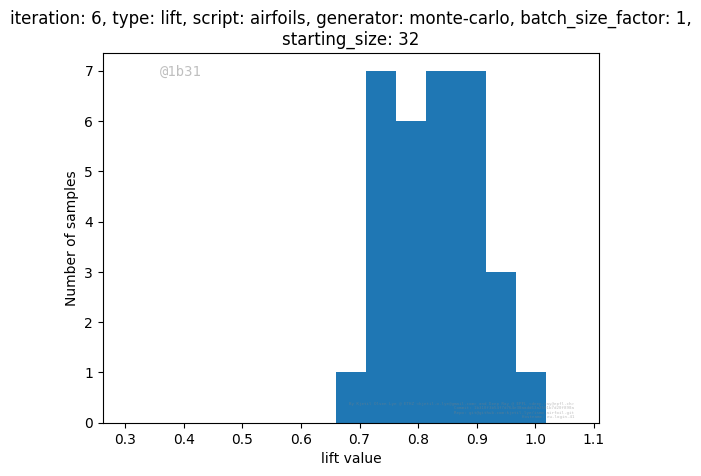 iteration: 6, type: lift, script: airfoils, generator: monte-carlo, batch_size_factor: 1,
starting_size: 32
@1b31
7
6
5
4
3
2
1
0
Number of samples
0.3 0.4 0.5 0.6 0.7 0.8 0.9 1.0 1.1
lift value